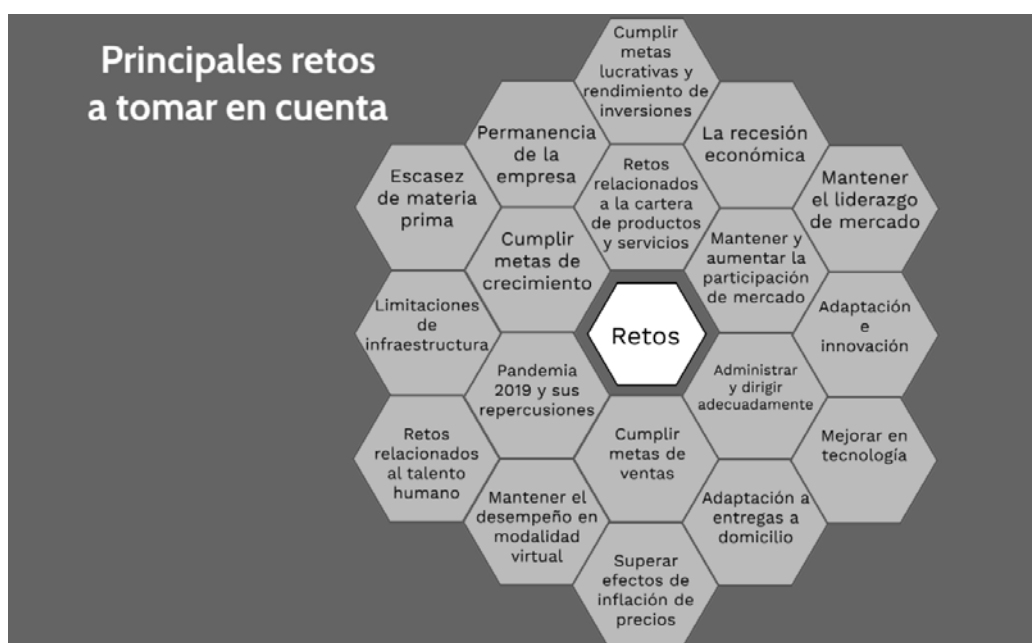 Principales retos
a tomar en cuenta
Cumplir
metas
lucrativas y
rendimiento de
inversiones
Permanencia
de la
empresa
La recesión
económica
Escasez
de materia
prima
Retos
relacionados
a la cartera
de productos
y servicios
Mantener
el liderazgo
de mercado
Cumplir
metas de
crecimiento
Mantener y
aumentar la
participación
de mercado
Limitaciones
de
infraestructura
Retos
Adaptación
e
innovación
Pandemia
2019 y sus
repercusiones
Administrar
y dirigir
adecuadamente
Retos
relacionados
al talento
humano
Cumplir
metas de
ventas
Mejorar en
tecnología
Mantener el
desempeño en
modalidad
virtual
Adaptación a
entregas a
domicilio
Superar
efectos de
inflación de
precios